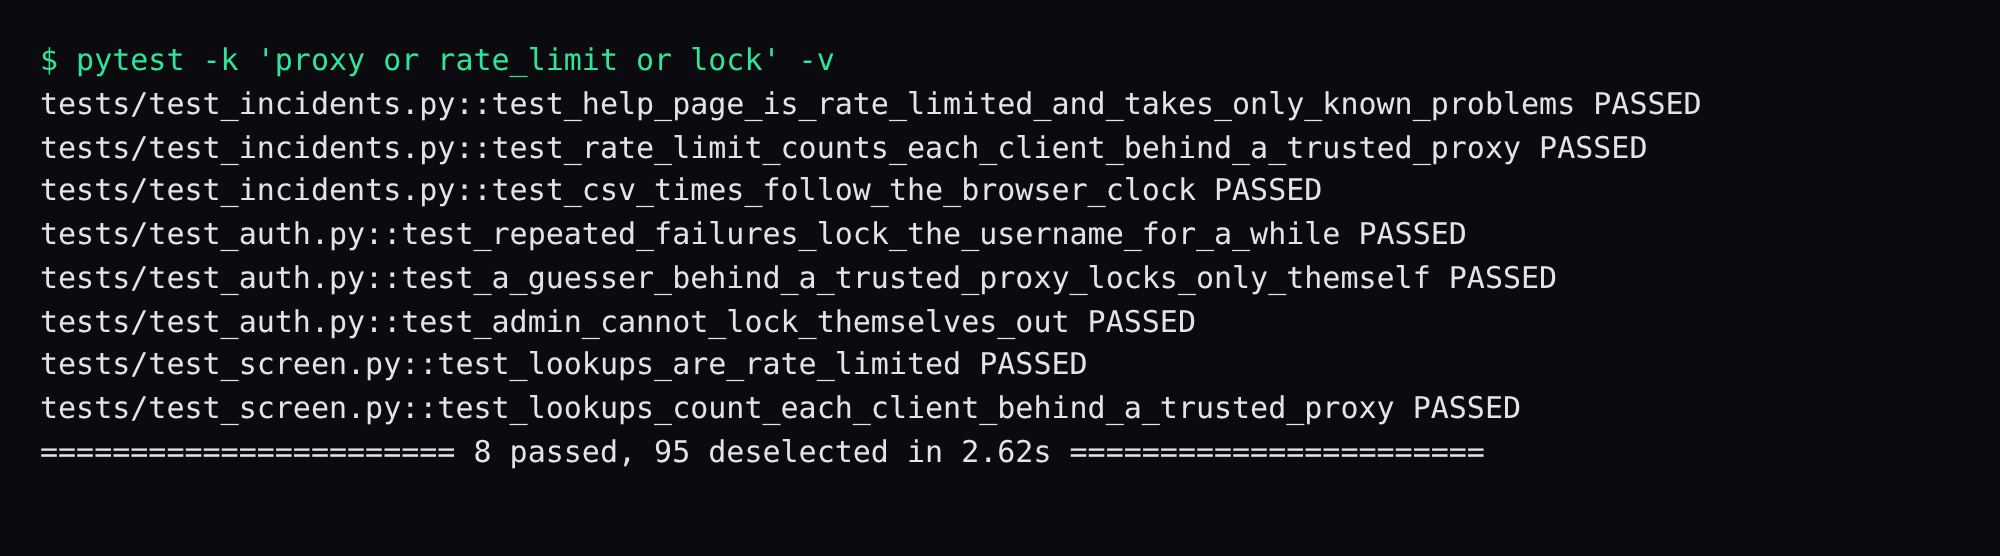 $ pytest -k 'proxy or rate_limit or lock' -v
tests/test_incidents.py::test_help_page_is_rate_limited_and_takes_only_known_problems PASSED
tests/test_incidents.py::test_rate_limit_counts_each_client_behind_a_trusted_proxy PASSED
tests/test_incidents.py::test_csv_times_follow_the_browser_clock PASSED
tests/test_auth.py::test_repeated_failures_lock_the_username_for_a_while PASSED
tests/test_auth.py::test_a_guesser_behind_a_trusted_proxy_locks_only_themself PASSED
tests/test_auth.py::test_admin_cannot_lock_themselves_out PASSED
tests/test_screen.py::test_lookups_are_rate_limited PASSED
tests/test_screen.py::test_lookups_count_each_client_behind_a_trusted_proxy PASSED
======================= 8 passed, 95 deselected in 2.62s =======================